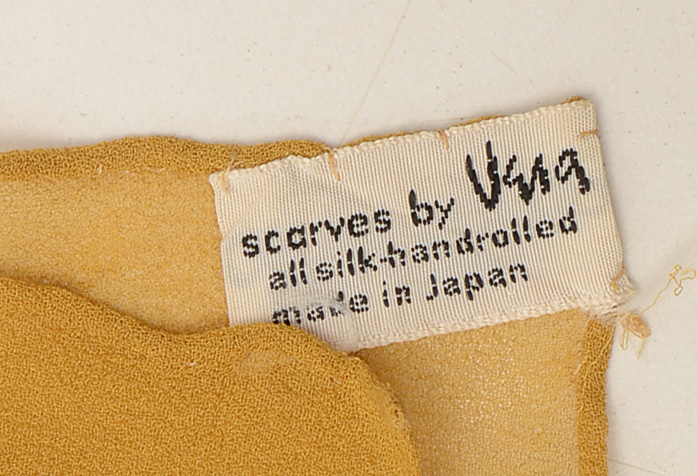 scarves by Vera
all silk-handrolled
made in Japan